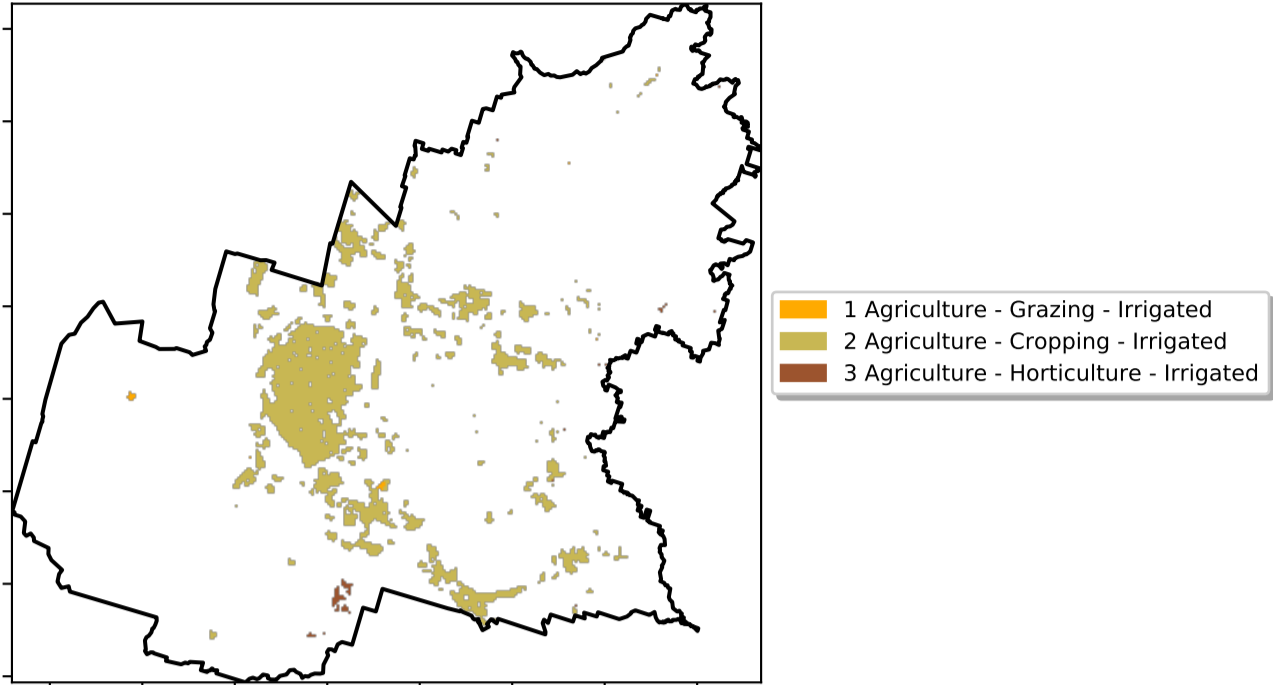 1 Agriculture - Grazing - Irrigated
2 Agriculture - Cropping - Irrigated
3 Agriculture - Horticulture - Irrigated